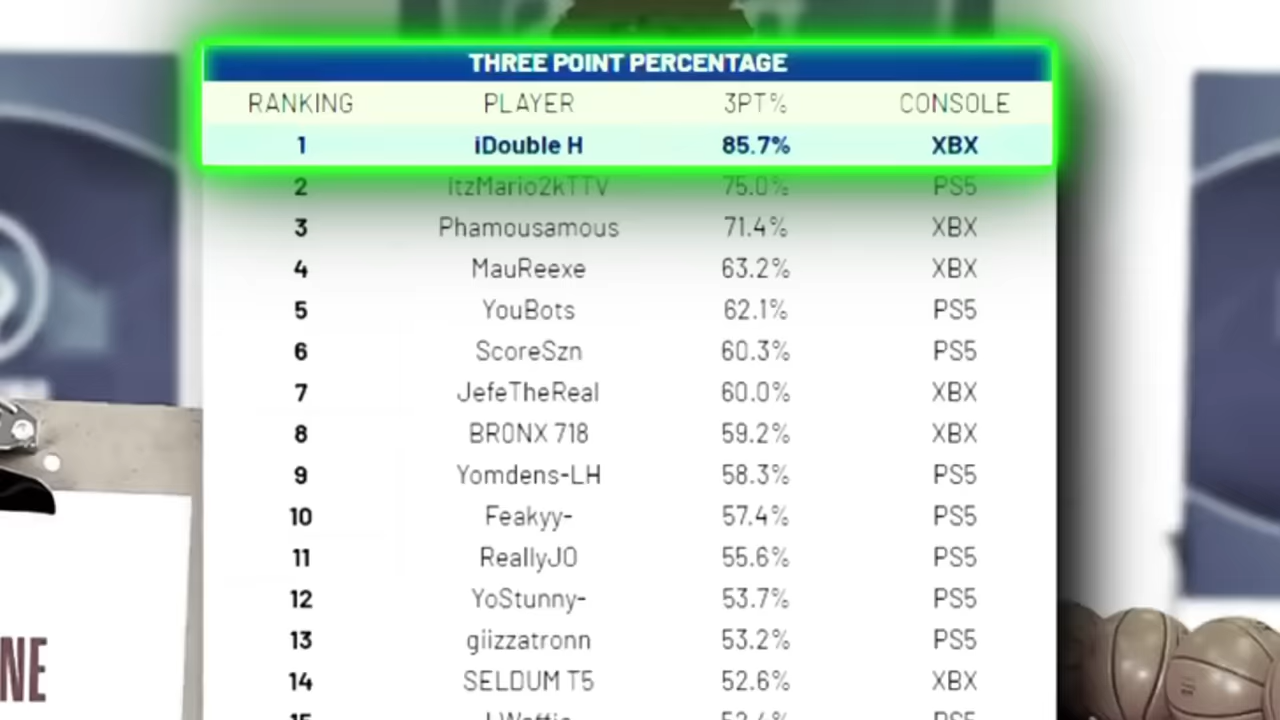 THREE POINT PERCENTAGE
RANKING PLAYER 3PT% CONSOLE
1 iDouble H 85.7% XBX
2 ItzMario2kTTV 75.0% PS5
3 Phamousamous 71.4% XBX
4 MauReexe 63.2% XBX
5 YouBots 62.1% PS5
6 ScoreSzn 60.3% PS5
7 JefeTheReal 60.0% XBX
8 BRONX 718 59.2% XBX
9 Yomdens-LH 58.3% PS5
10 Feakyy- 57.4% PS5
11 ReallyJO 55.6% PS5
12 YoStunny- 53.7% PS5
13 giizzatronn 53.2% PS5
14 SELDUM T5 52.6% XBX
NE